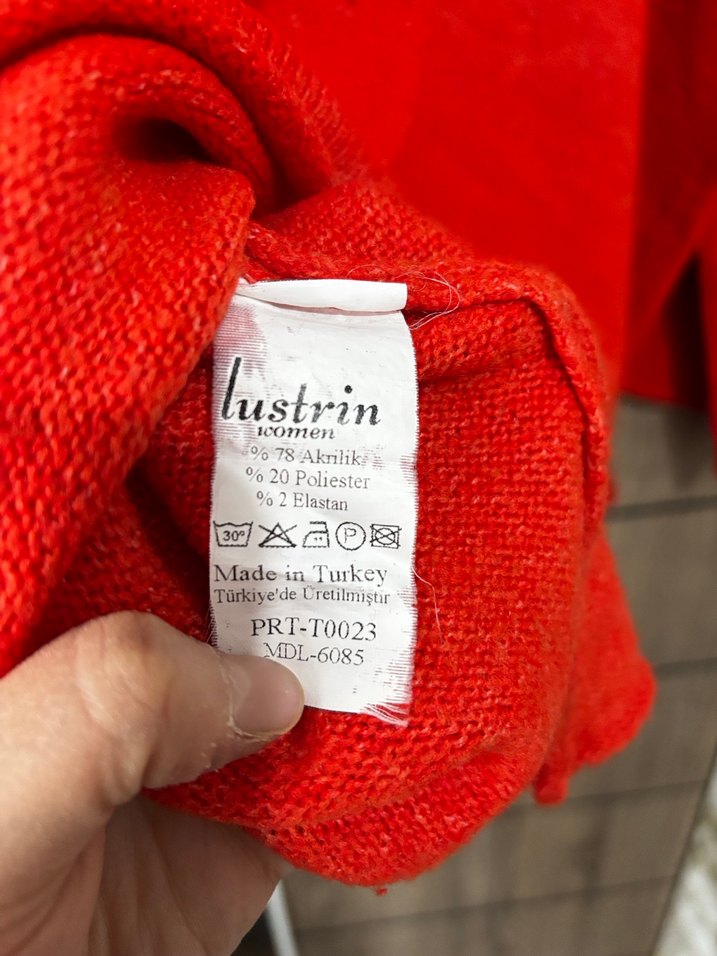 lustrin
women
% 78 Akrilik
% 20 Poliester
% 2 Elastan
30° P
Made in Turkey
Türkiye'de Üretilmiştir
PRT-T0023
MDL-6085